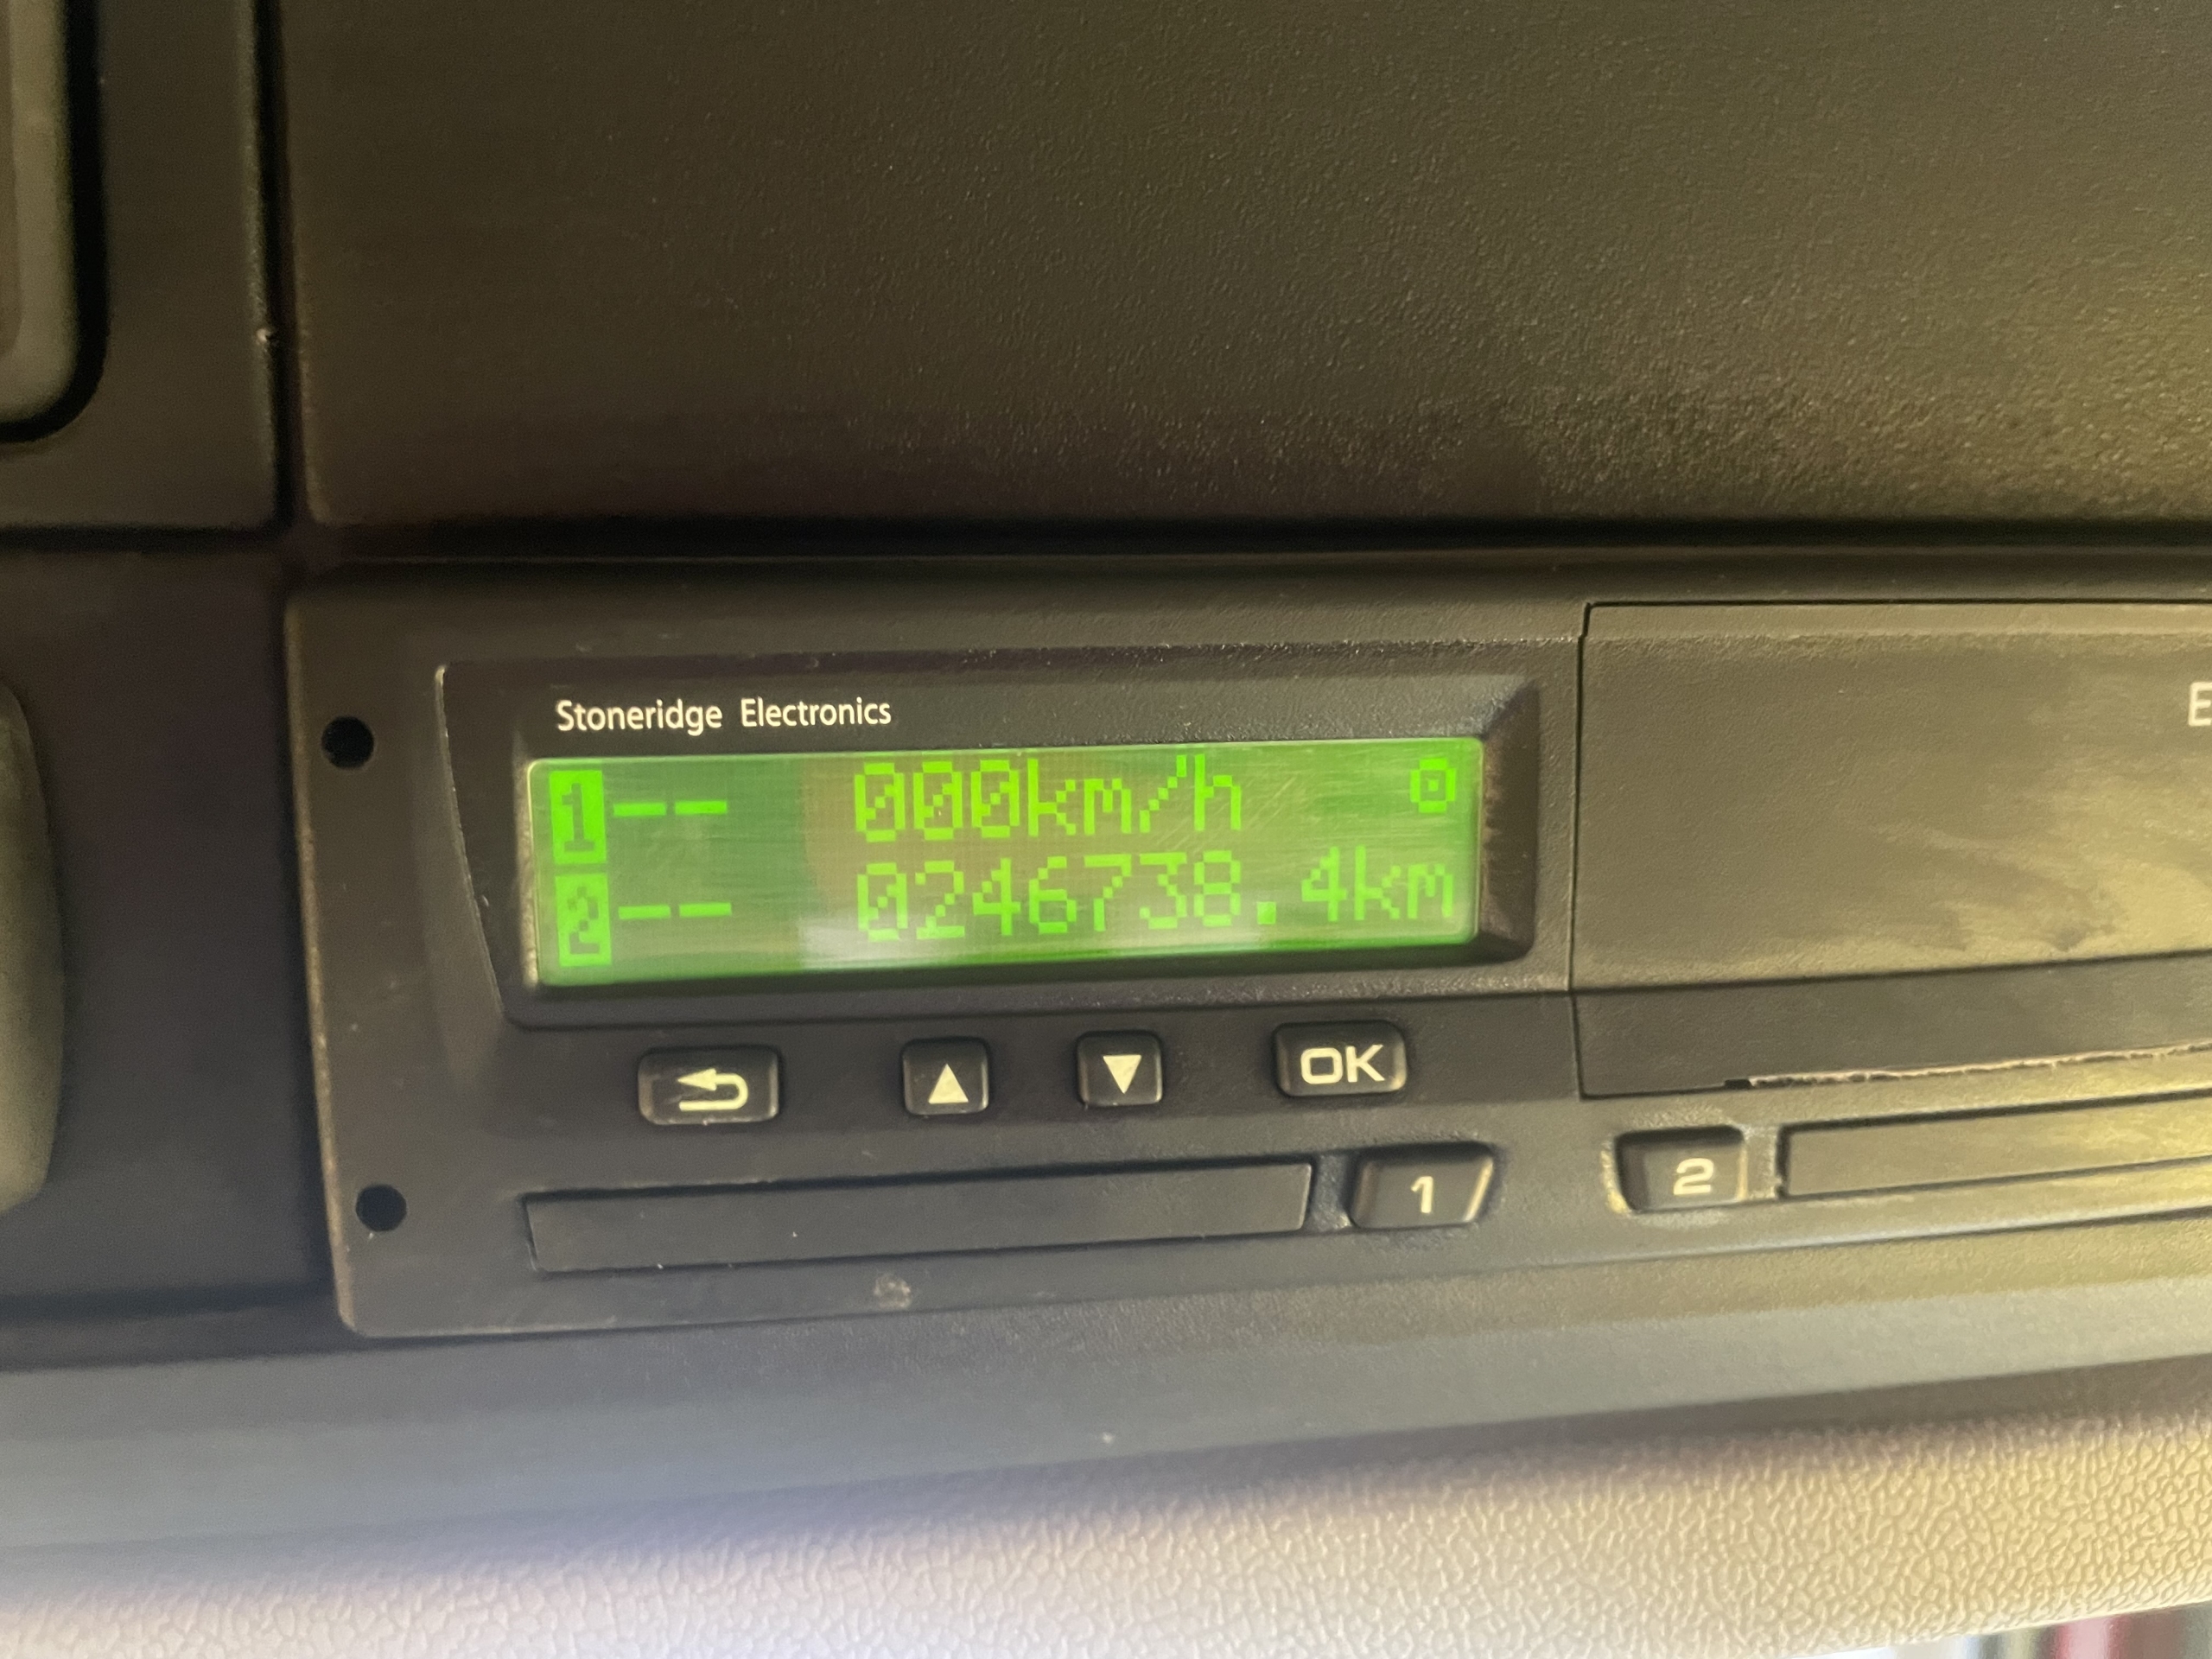 Stoneridge Electronics
1 -- 000km/h
2 -- 0246738.4km
E
OK
1
2